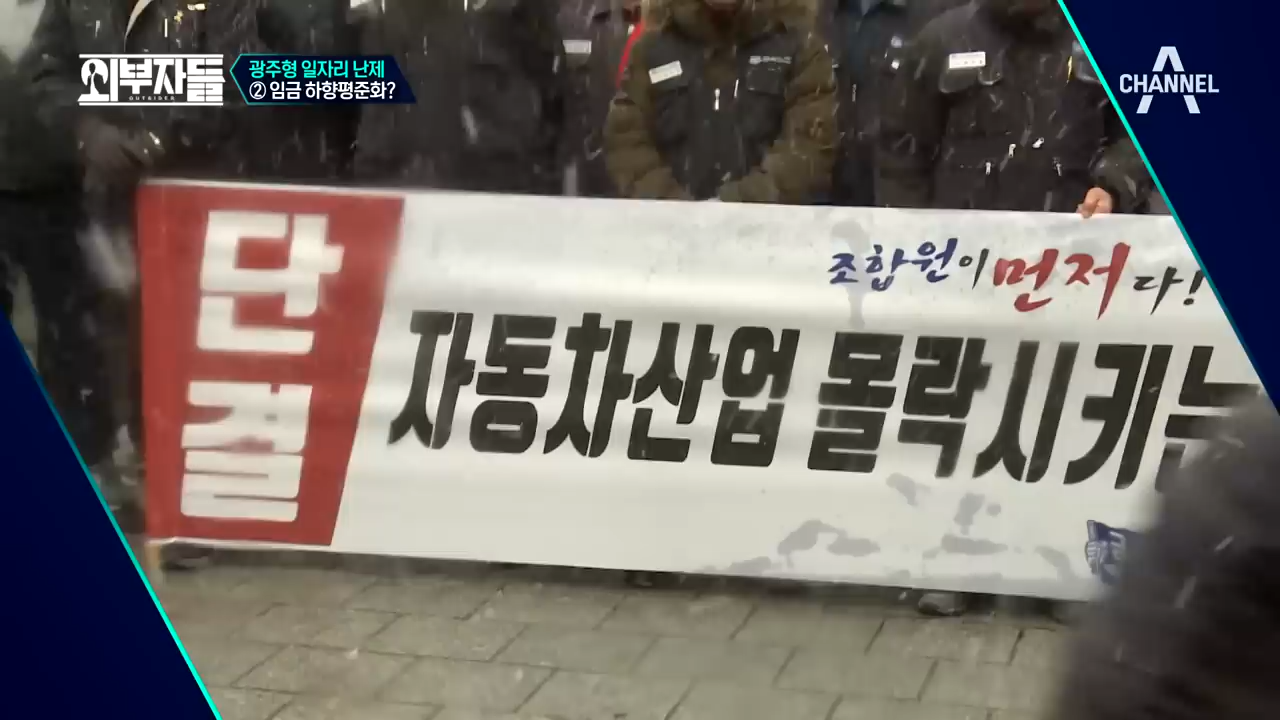 외부자들
OUTSIDER
광주형 일자리 난제
② 임금 하향평준화?
CHANNEL A
단결
조합원이 먼저다!
자동차산업 몰락시키는